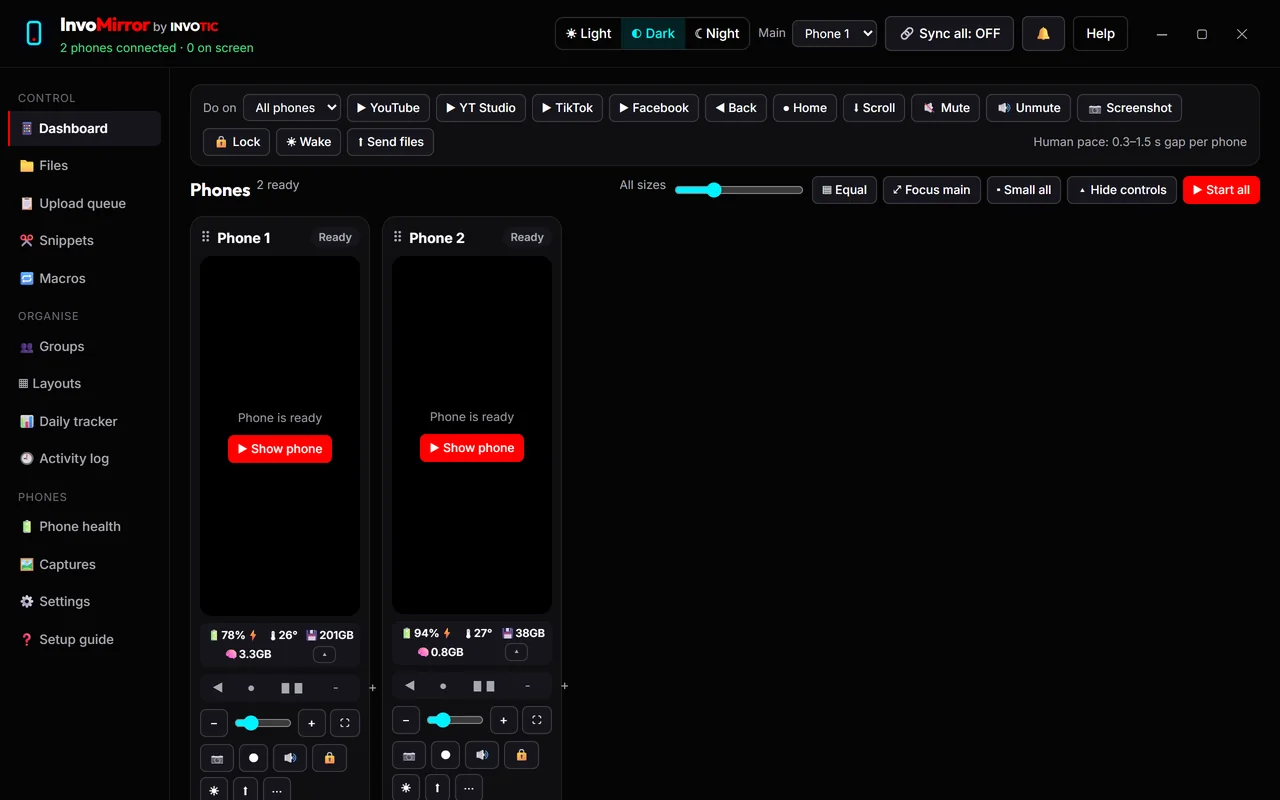 InvoMirror by INVOTIC
2 phones connected · 0 on screen
☀ Light
◐ Dark
☾ Night
Main
Phone 1
🔗 Sync all: OFF
Help
CONTROL
Dashboard
Files
Upload queue
Snippets
Macros
ORGANISE
Groups
Layouts
Daily tracker
Activity log
PHONES
Phone health
Captures
Settings
Setup guide
Do on
All phones
▶ YouTube
▶ YT Studio
▶ TikTok
▶ Facebook
◀ Back
● Home
⬇ Scroll
Mute
Unmute
Screenshot
Lock
☀ Wake
⬆ Send files
Human pace: 0.3–1.5 s gap per phone
Phones 2 ready
All sizes
▦ Equal
⤢ Focus main
▪ Small all
▴ Hide controls
▶ Start all
Phone 1
Ready
Phone is ready
▶ Show phone
78%
26°
201GB
3.3GB
Phone 2
Ready
Phone is ready
▶ Show phone
94%
27°
38GB
0.8GB